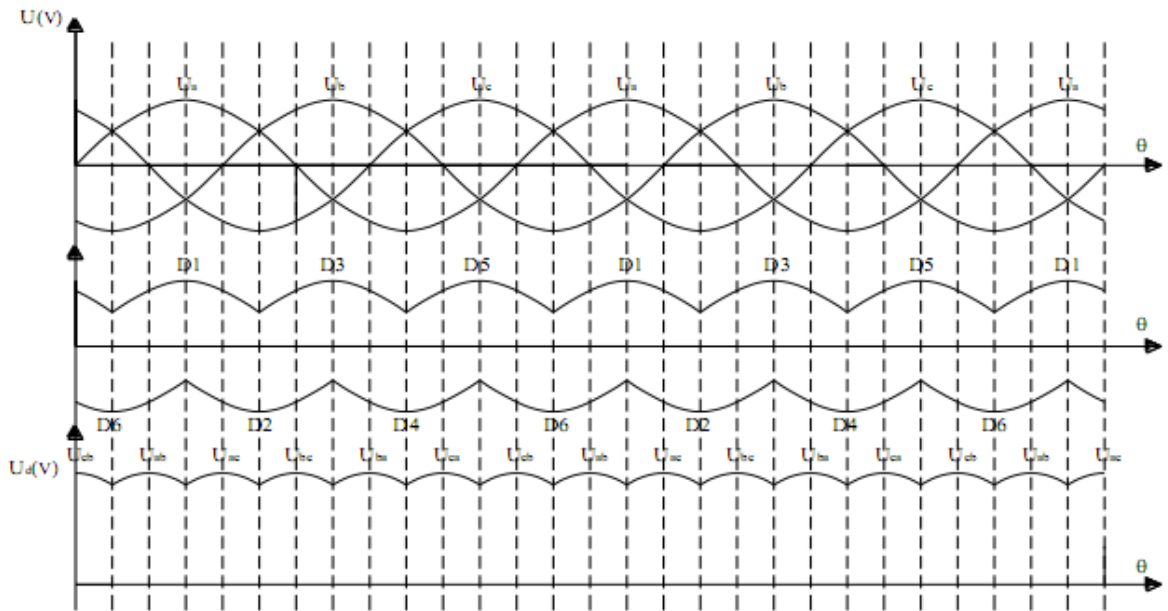 U(V)
Ua Ub Uc Ua Ub Uc Ua
θ
D1 D3 D5 D1 D3 D5 D1
θ
D6 D2 D4 D6 D2 D4 D6
Ucb Uab Uac Ubc Uba Uca Ucb Uab Uac Ubc Uba Uca Ucb Uab Uac
Ud(V)
θ